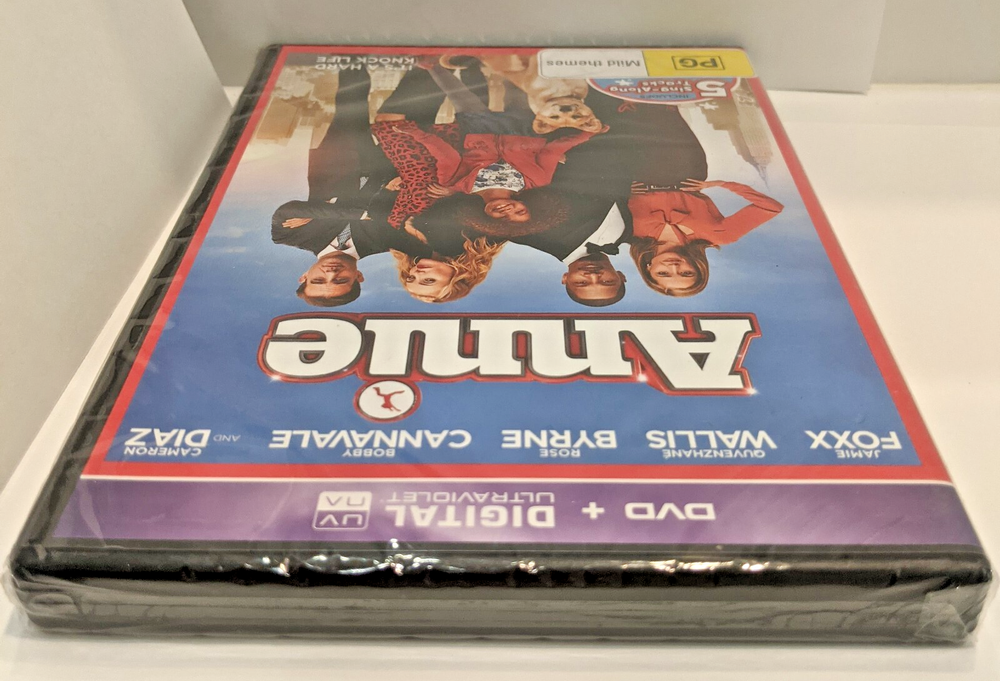 DVD + DIGITAL
ULTRAVIOLET
UV
JAMIE
FOXX
QUVENZHANÉ
WALLIS
ROSE
BYRNE
BOBBY
CANNAVALE
AND CAMERON
DIAZ
Annie
INCLUDES
5 Sing-Along
Tracks
PG Mild themes
IT'S A HARD
KNOCK LIFE